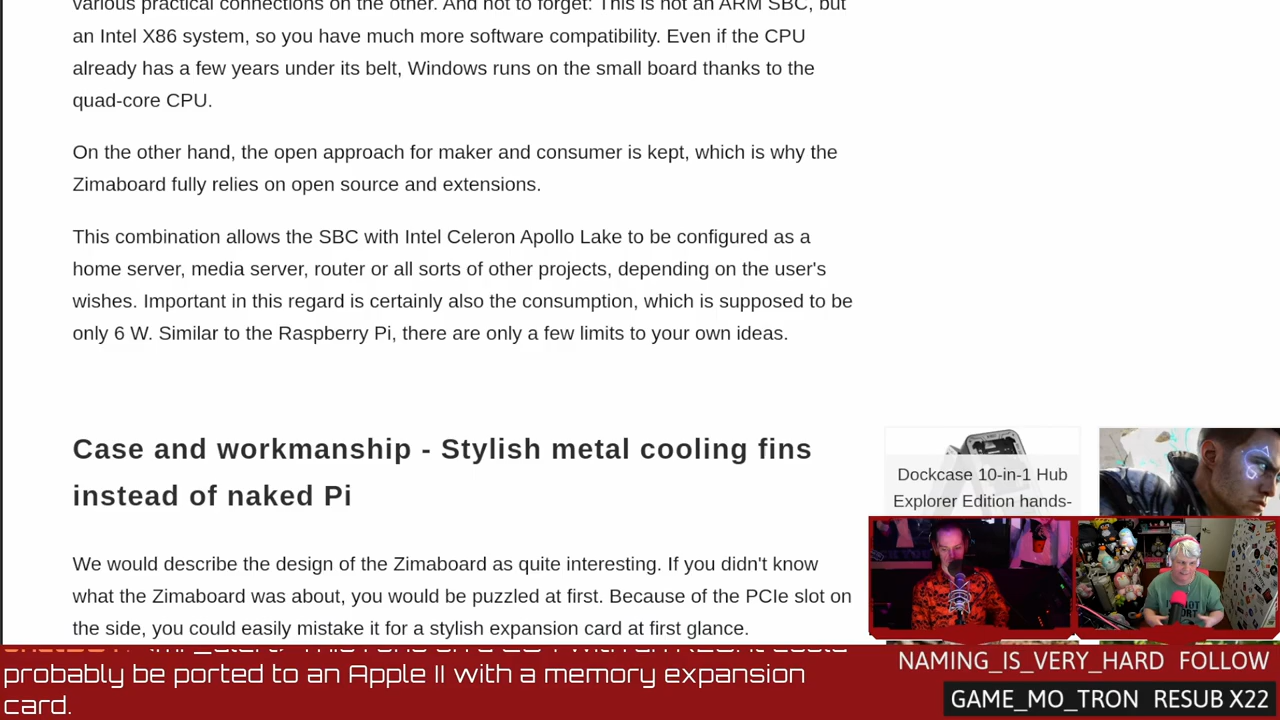 various practical connections on the other. And not to forget: This is not an ARM SBC, but
an Intel X86 system, so you have much more software compatibility. Even if the CPU
already has a few years under its belt, Windows runs on the small board thanks to the
quad-core CPU.
On the other hand, the open approach for maker and consumer is kept, which is why the
Zimaboard fully relies on open source and extensions.
This combination allows the SBC with Intel Celeron Apollo Lake to be configured as a
home server, media server, router or all sorts of other projects, depending on the user's
wishes. Important in this regard is certainly also the consumption, which is supposed to be
only 6 W. Similar to the Raspberry Pi, there are only a few limits to your own ideas.
Case and workmanship - Stylish metal cooling fins
instead of naked Pi
We would describe the design of the Zimaboard as quite interesting. If you didn't know
what the Zimaboard was about, you would be puzzled at first. Because of the PCIe slot on
the side, you could easily mistake it for a stylish expansion card at first glance.
Dockcase 10-in-1 Hub
Explorer Edition hands-
probably be ported to an Apple II with a memory expansion
card.
NAMING_IS_VERY_HARD FOLLOW
GAME_MO_TRON RESUB X22